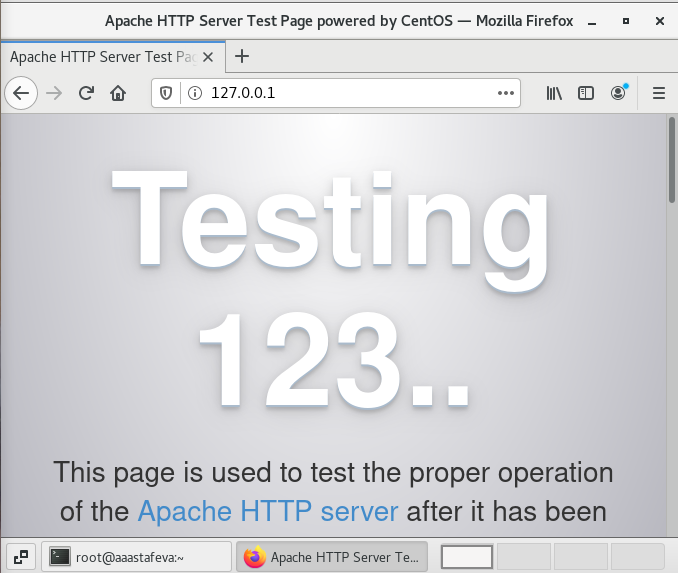 Apache HTTP Server Test Page powered by CentOS — Mozilla Firefox
Apache HTTP Server Test Pa
127.0.0.1
Testing
123..
This page is used to test the proper operation
of the Apache HTTP server after it has been
root@aaastafeva:~
Apache HTTP Server Te...